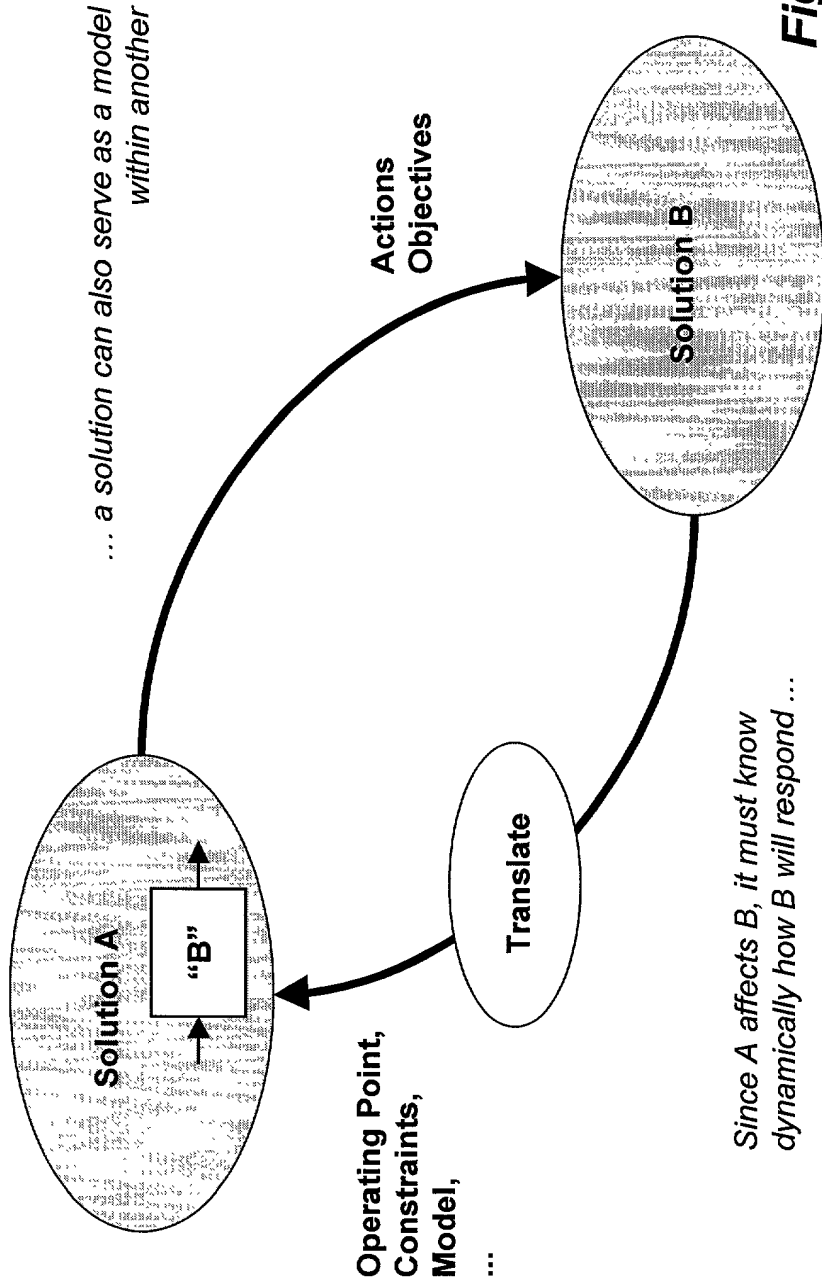 … a solution can also serve as a model
within another
Solution A
“B”
Operating Point,
Constraints,
Model,
...
Actions
Objectives
Translate
Solution B
Since A affects B, it must know
dynamically how B will respond …